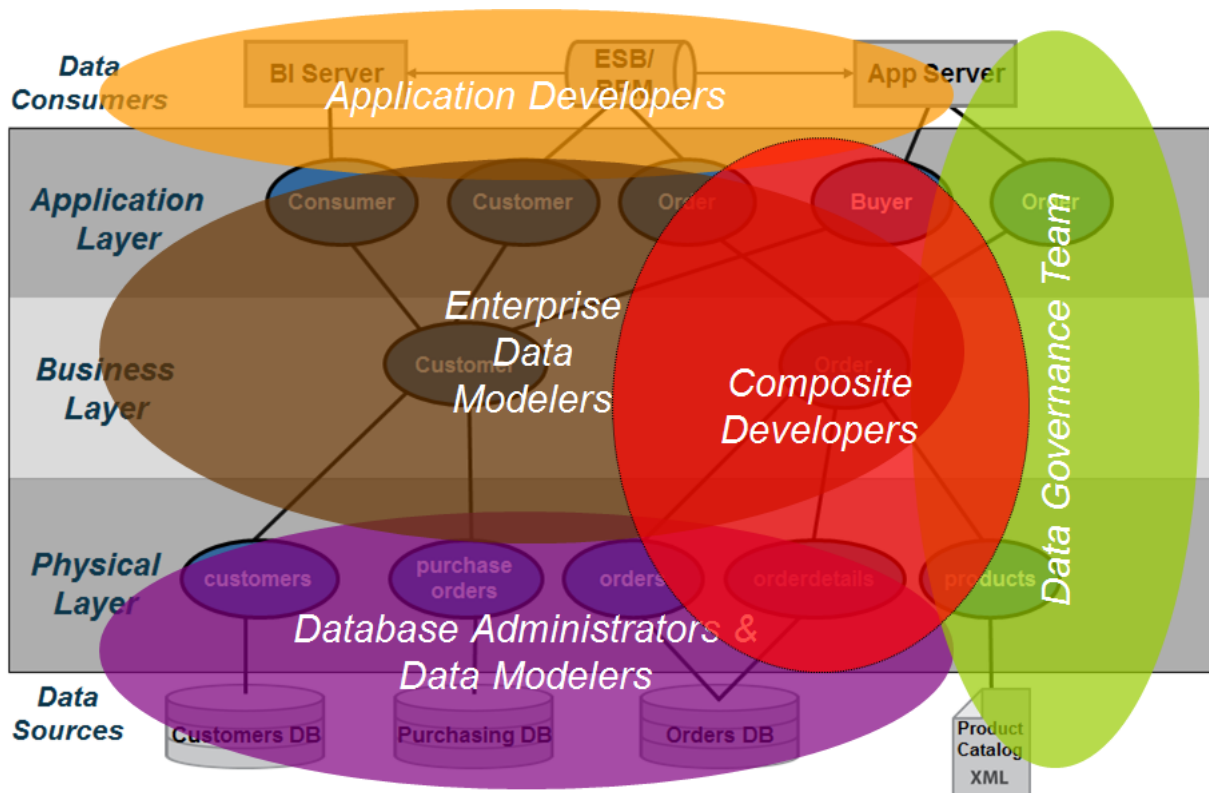 Data
Consumers
BI Server
ESB/
BPM
App Server
Application Developers
Application
Layer
Consumer
Customer
Order
Buyer
Order
Enterprise
Data
Modelers
Business
Layer
Customer
Order
Composite
Developers
Data Governance Team
Physical
Layer
customers
purchase
orders
orders
orderdetails
products
Database Administrators &
Data Modelers
Data
Sources
Customers DB
Purchasing DB
Orders DB
Product
Catalog
XML